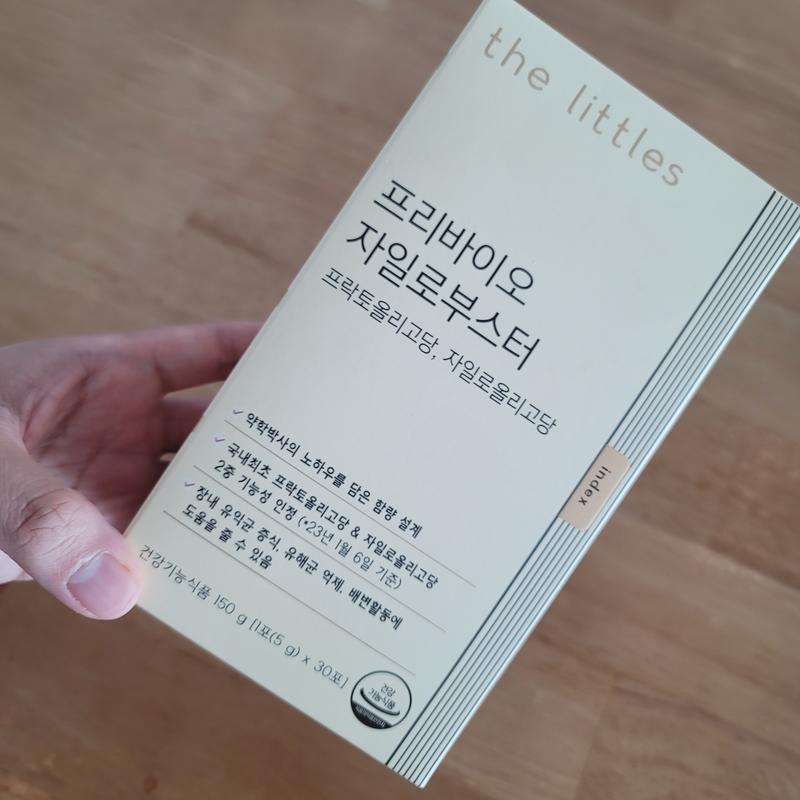 the littles
프리바이오
자일로부스터
프락토올리고당, 자일로올리고당
약학박사의 노하우를 담은 함량 설계
국내최초 프락토올리고당 & 자일로올리고당
2중 기능성 인정 (*23년 1월 6일 기준)
장내 유익균 증식, 유해균 억제, 배변활동에
도움을 줄 수 있음
건강기능식품 150 g [1포(5 g) x 30포]
index
건강
기능식품